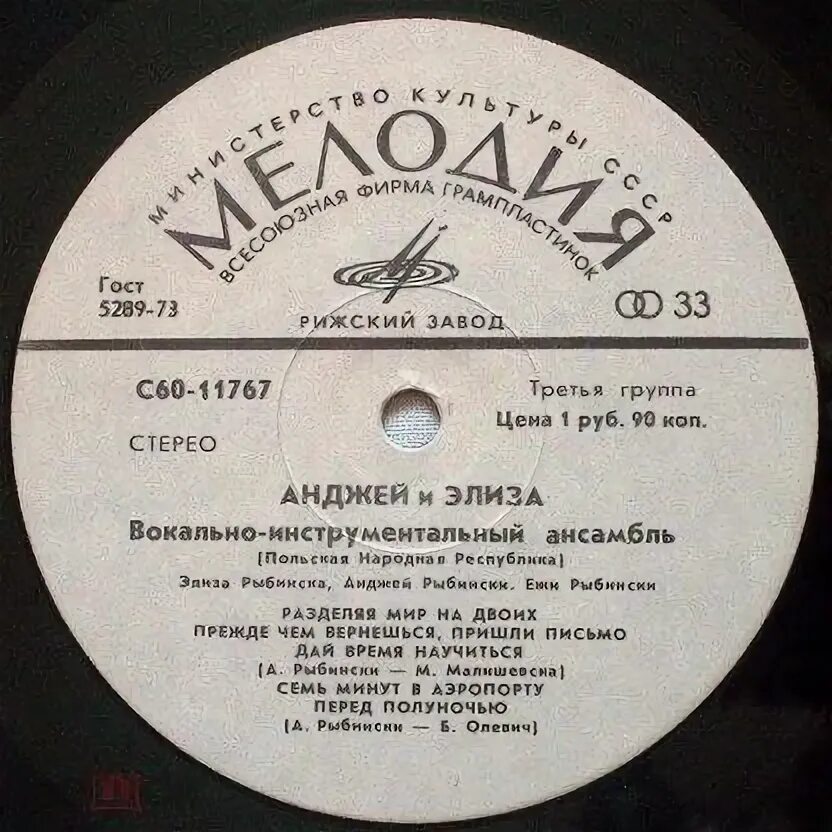 МИНИСТЕРСТВО КУЛЬТУРЫ СССР
МЕЛОДИЯ
ВСЕСОЮЗНАЯ ФИРМА ГРАМПЛАСТИНОК
Гост
5289-73
РИЖСКИЙ ЗАВОД
33
С60-11767
Третья группа
Цена 1 руб. 90 коп.
СТЕРЕО
АНДЖЕЙ и ЭЛИЗА
Вокально-инструментальный ансамбль
(Польская Народная Республика)
Элиза Рыбинска, Анджей Рыбински, Ежи Рыбински
РАЗДЕЛЯЯ МИР НА ДВОИХ
ПРЕЖДЕ ЧЕМ ВЕРНЕШЬСЯ, ПРИШЛИ ПИСЬМО
ДАЙ ВРЕМЯ НАУЧИТЬСЯ
(А. Рыбински — М. Малишевска)
СЕМЬ МИНУТ В АЭРОПОРТУ
ПЕРЕД ПОЛУНОЧЬЮ
(А. Рыбински — Б. Олевич)